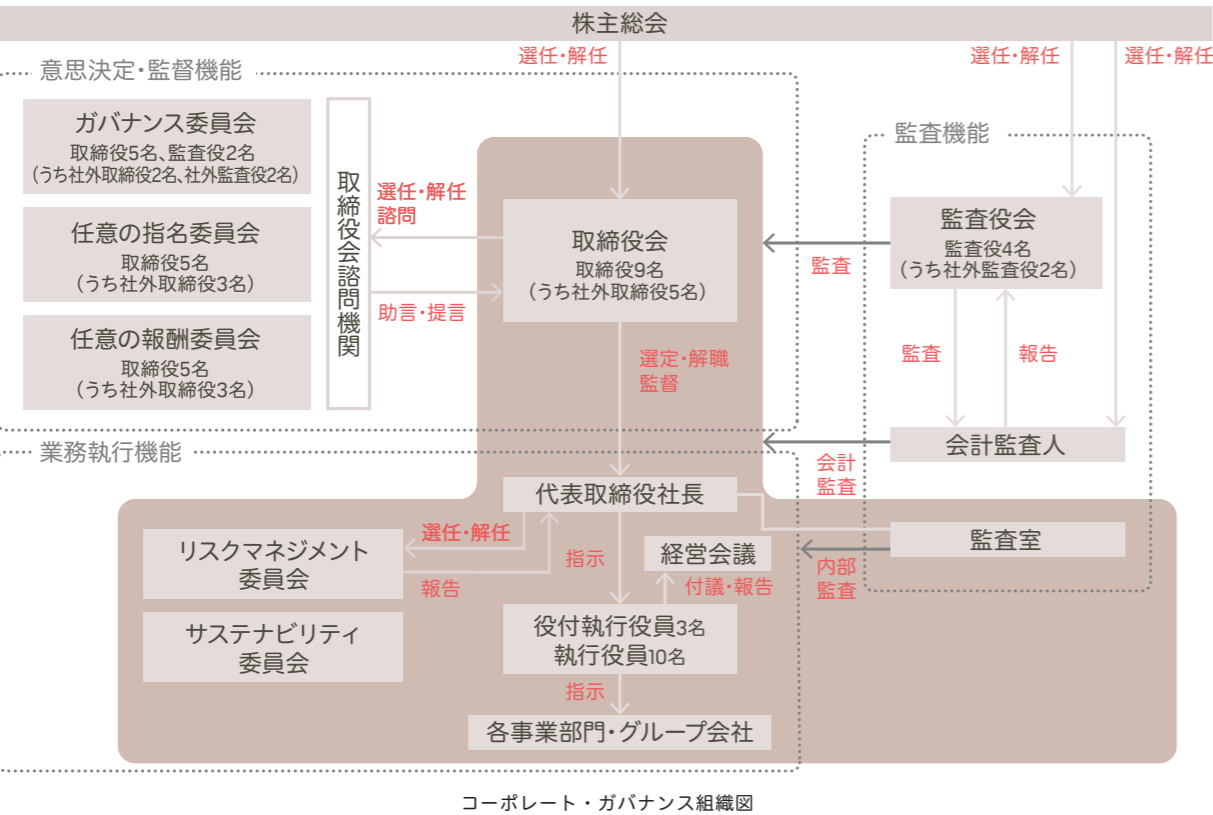 株主総会
選任・解任
選任・解任
選任・解任
意思決定・監督機能
ガバナンス委員会
取締役5名、監査役2名
(うち社外取締役2名、社外監査役2名)
任意の指名委員会
取締役5名
(うち社外取締役3名)
任意の報酬委員会
取締役5名
(うち社外取締役3名)
取締役会諮問機関
選任・解任
諮問
助言・提言
取締役会
取締役9名
(うち社外取締役5名)
選定・解職
監督
監査機能
監査役会
監査役4名
(うち社外監査役2名)
監査
監査
報告
会計監査人
会計
監査
監査室
内部
監査
業務執行機能
代表取締役社長
選任・解任
報告
リスクマネジメント
委員会
サステナビリティ
委員会
指示
経営会議
付議・報告
役付執行役員3名
執行役員10名
指示
各事業部門・グループ会社
コーポレート・ガバナンス組織図